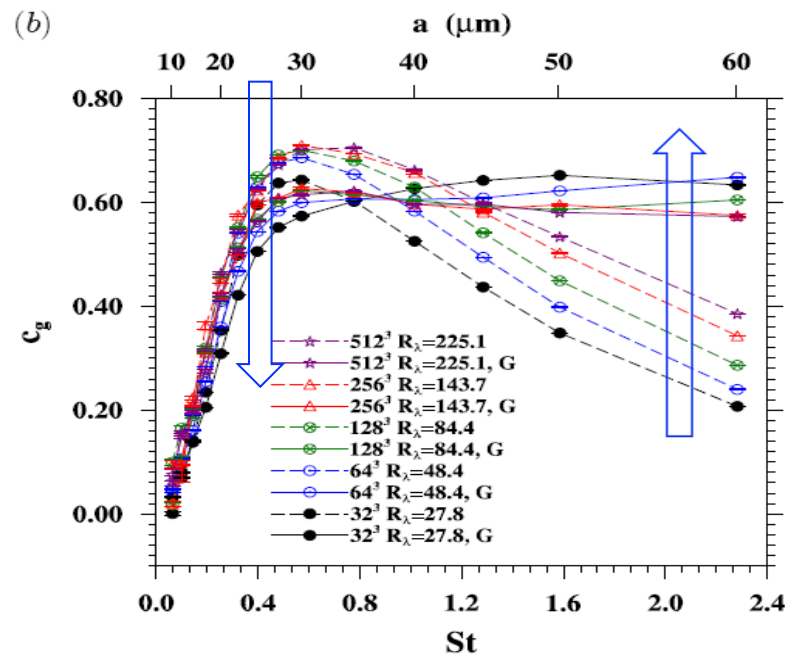 (b)
a (μm)
10 20 30 40 50 60
0.80
0.60
0.40
0.20
0.00
c_g
512³ R_λ=225.1
512³ R_λ=225.1, G
256³ R_λ=143.7
256³ R_λ=143.7, G
128³ R_λ=84.4
128³ R_λ=84.4, G
64³ R_λ=48.4
64³ R_λ=48.4, G
32³ R_λ=27.8
32³ R_λ=27.8, G
0.0 0.4 0.8 1.2 1.6 2.0 2.4
St